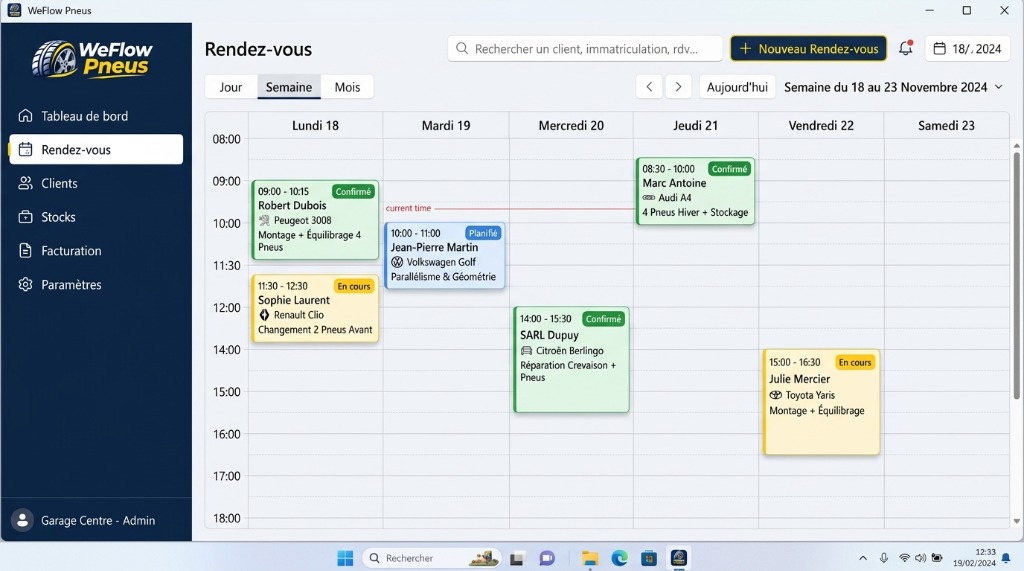 WeFlow Pneus
WeFlow
Pneus
Tableau de bord
Rendez-vous
Clients
Stocks
Facturation
Paramètres
Garage Centre - Admin
Rendez-vous
Rechercher un client, immatriculation, rdv...
+ Nouveau Rendez-vous
18/. 2024
Jour
Semaine
Mois
Aujourd'hui
Semaine du 18 au 23 Novembre 2024
Lundi 18
Mardi 19
Mercredi 20
Jeudi 21
Vendredi 22
Samedi 23
08:00
09:00
10:00
11:30
12:00
14:00
15:00
16:00
17:00
18:00
09:00 - 10:15 Confirmé
Robert Dubois
Peugeot 3008
Montage + Équilibrage 4
Pneus
11:30 - 12:30 En cours
Sophie Laurent
Renault Clio
Changement 2 Pneus Avant
current time
10:00 - 11:00 Planifié
Jean-Pierre Martin
Volkswagen Golf
Parallélisme & Géométrie
14:00 - 15:30 Confirmé
SARL Dupuy
Citroën Berlingo
Réparation Crevaison +
Pneus
08:30 - 10:00 Confirmé
Marc Antoine
Audi A4
4 Pneus Hiver + Stockage
15:00 - 16:30 En cours
Julie Mercier
Toyota Yaris
Montage + Équilibrage
Rechercher
12:33
19/02/2024